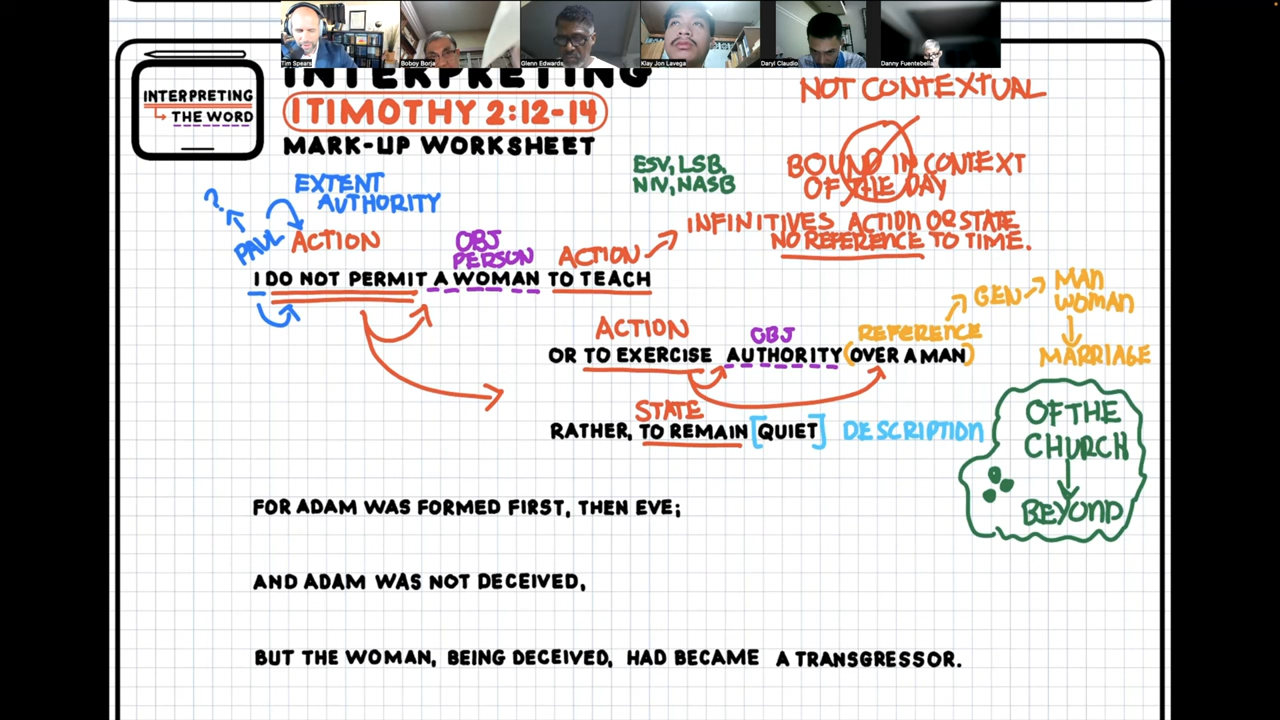 Tim Spears
Boboy Borja
Glenn Edwards
Klay Jon Lavega
Daryl Claudio
Danny Fuentebella
INTERPRETING
1 TIMOTHY 2:12-14
MARK-UP WORKSHEET
INTERPRETING
THE WORD
NOT CONTEXTUAL
ESV, LSB,
NIV, NASB
BOUND IN CONTEXT
OF THE DAY
EXTENT
AUTHORITY
?
PAUL
ACTION
OBJ
PERSON
ACTION
INFINITIVES ACTION OR STATE
NO REFERENCE TO TIME.
I DO NOT PERMIT A WOMAN TO TEACH
GEN
MAN
WOMAN
MARRIAGE
ACTION
OBJ
REFERENCE
OR TO EXERCISE AUTHORITY (OVER A MAN)
STATE
RATHER, TO REMAIN [QUIET] DESCRIPTION
OF THE
CHURCH
BEYOND
FOR ADAM WAS FORMED FIRST, THEN EVE;
AND ADAM WAS NOT DECEIVED,
BUT THE WOMAN, BEING DECEIVED, HAD BECAME A TRANSGRESSOR.